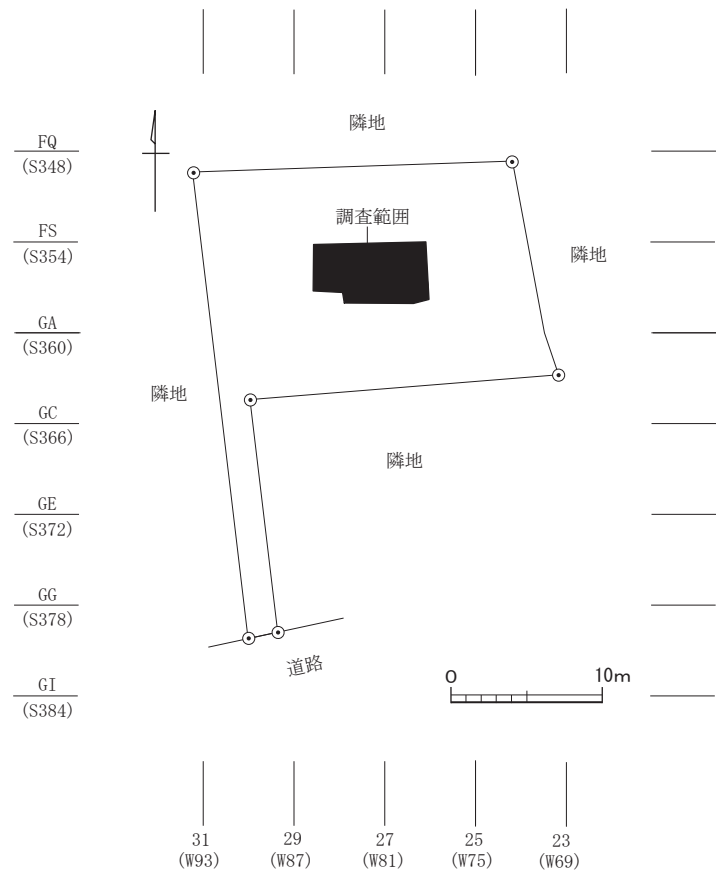 隣地
FQ
(S348)
調査範囲
FS
(S354)
隣地
GA
(S360)
隣地
GC
(S366)
隣地
GE
(S372)
GG
(S378)
道路
0 10m
GI
(S384)
31 29 27 25 23
(W93) (W87) (W81) (W75) (W69)